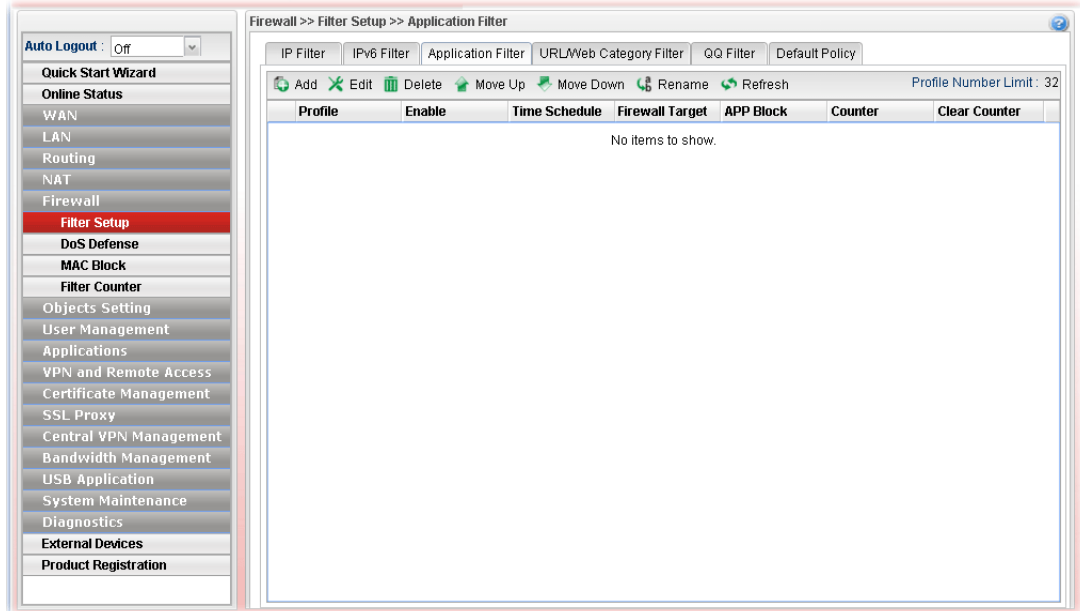 Firewall >> Filter Setup >> Application Filter
Auto Logout : Off
Quick Start Wizard
Online Status
WAN
LAN
Routing
NAT
Firewall
Filter Setup
DoS Defense
MAC Block
Filter Counter
Objects Setting
User Management
Applications
VPN and Remote Access
Certificate Management
SSL Proxy
Central VPN Management
Bandwidth Management
USB Application
System Maintenance
Diagnostics
External Devices
Product Registration
IP Filter IPv6 Filter Application Filter URL/Web Category Filter QQ Filter Default Policy
Add Edit Delete Move Up Move Down Rename Refresh Profile Number Limit : 32
Profile Enable Time Schedule Firewall Target APP Block Counter Clear Counter
No items to show.